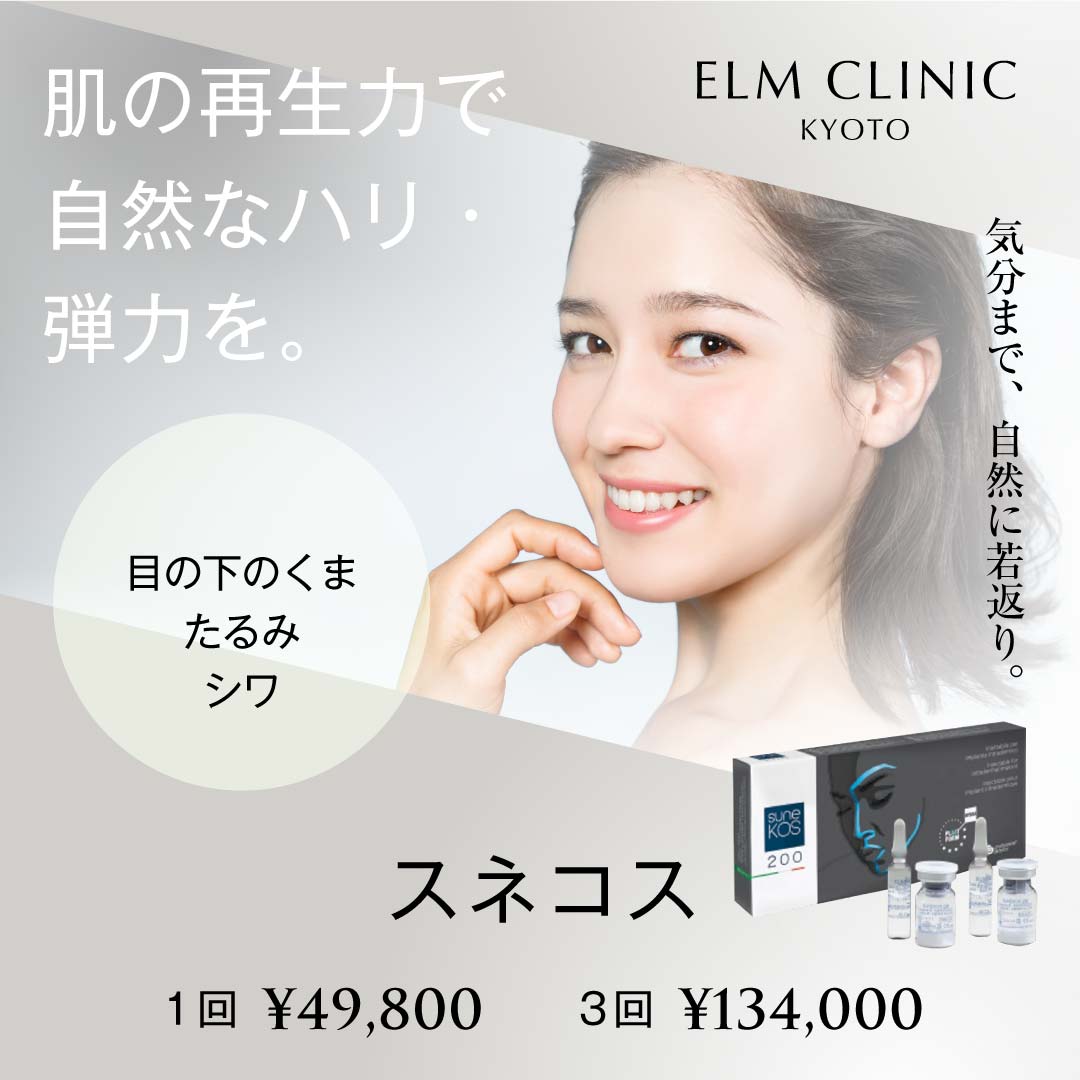 肌の再生力で
自然なハリ・
弾力を。
ELM CLINIC
KYOTO
気分まで、自然に若返り。
目の下のくま
たるみ
シワ
sune
KOS
200
スネコス
1回 ¥49,800 3回 ¥134,000